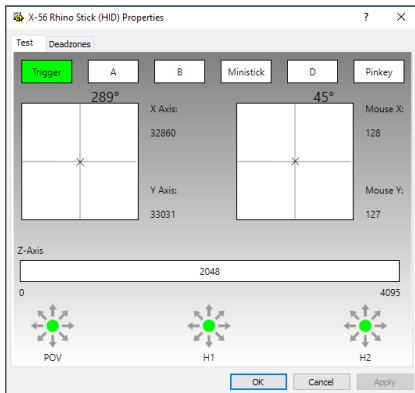 X-56 Rhino Stick (HID) Properties
Test Deadzones
Trigger A B Ministick D Pinkey
289° 45°
X Axis: Mouse X:
32860 128
Y Axis: Mouse Y:
33031 127
Z-Axis
2048
0 4095
POV H1 H2
OK Cancel Apply